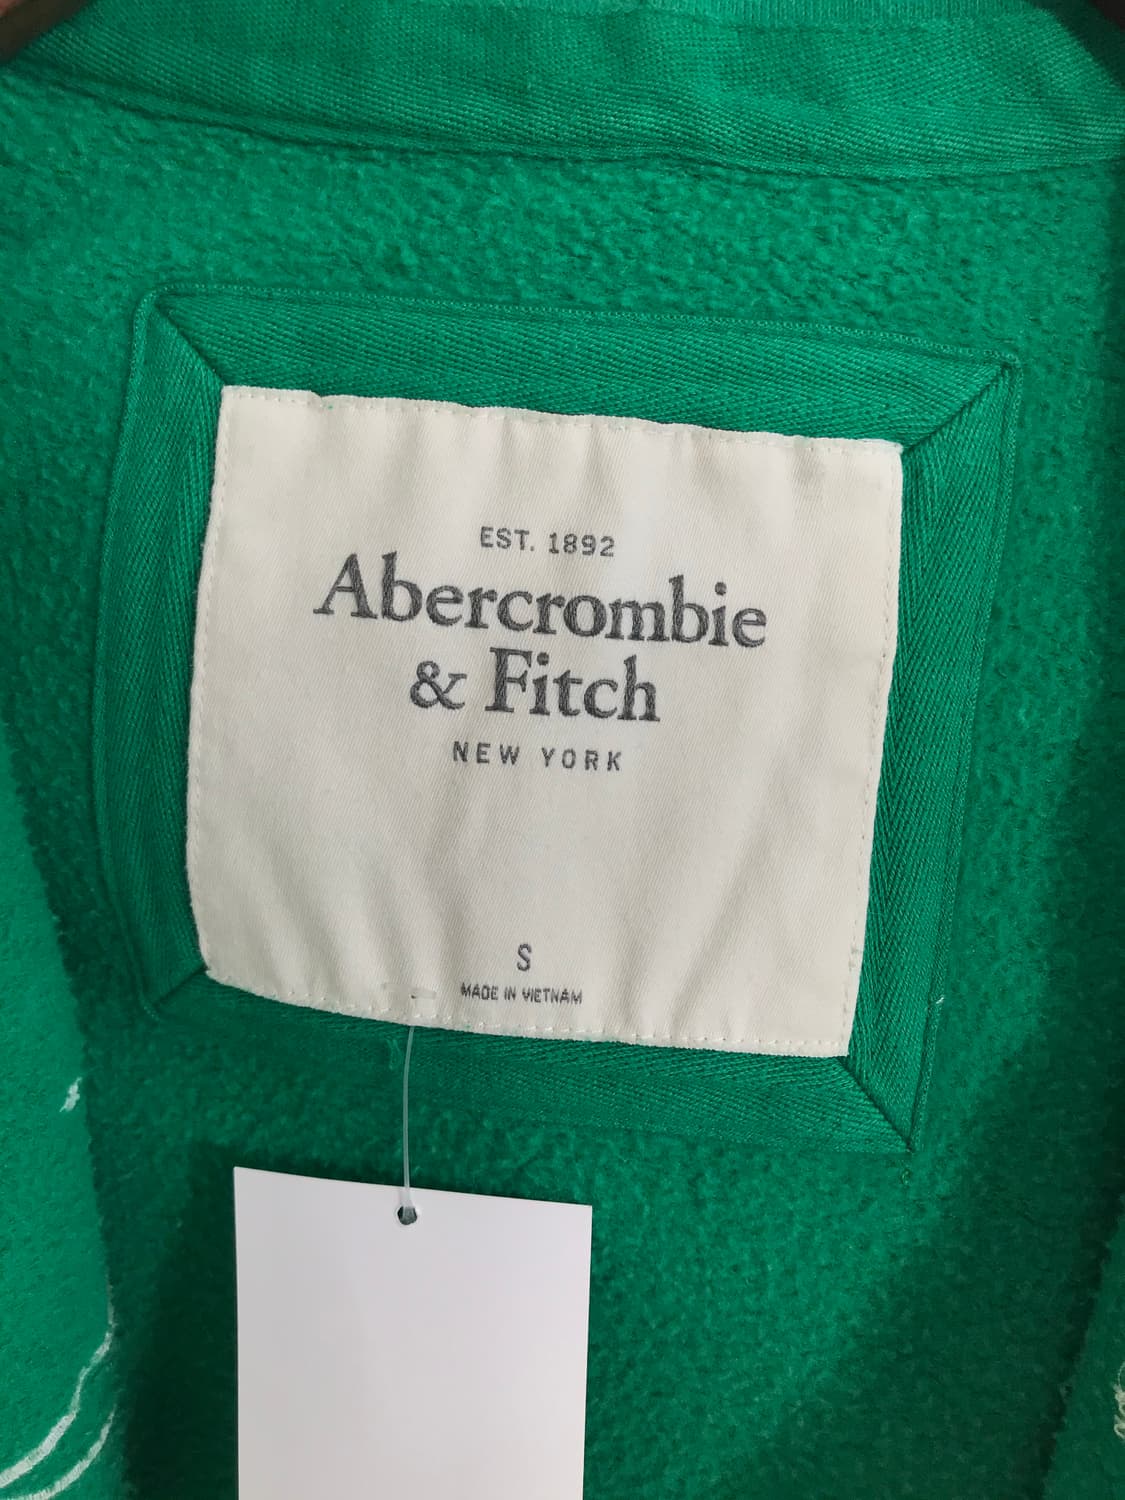 EST. 1892
Abercrombie
& Fitch
NEW YORK
S
MADE IN VIETNAM